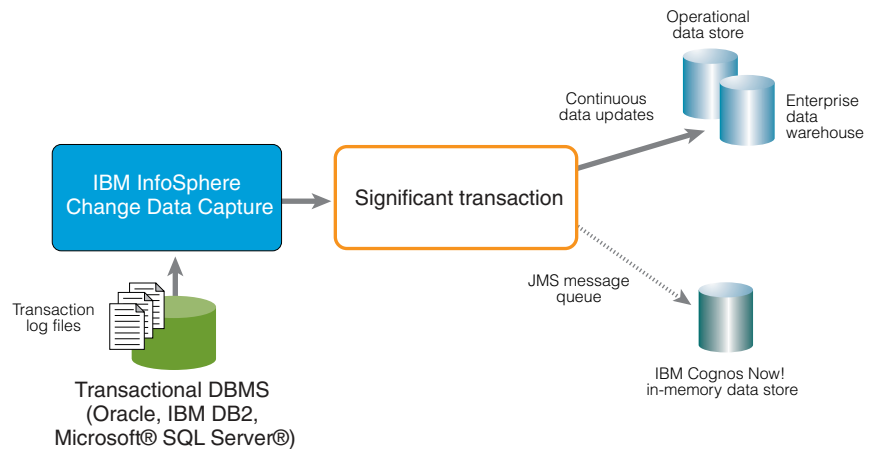 Operational
data store
Continuous
data updates
Enterprise
data
warehouse
IBM InfoSphere
Change Data Capture
Significant transaction
JMS message
queue
Transaction
log files
IBM Cognos Now!
in-memory data store
Transactional DBMS
(Oracle, IBM DB2,
Microsoft® SQL Server®)